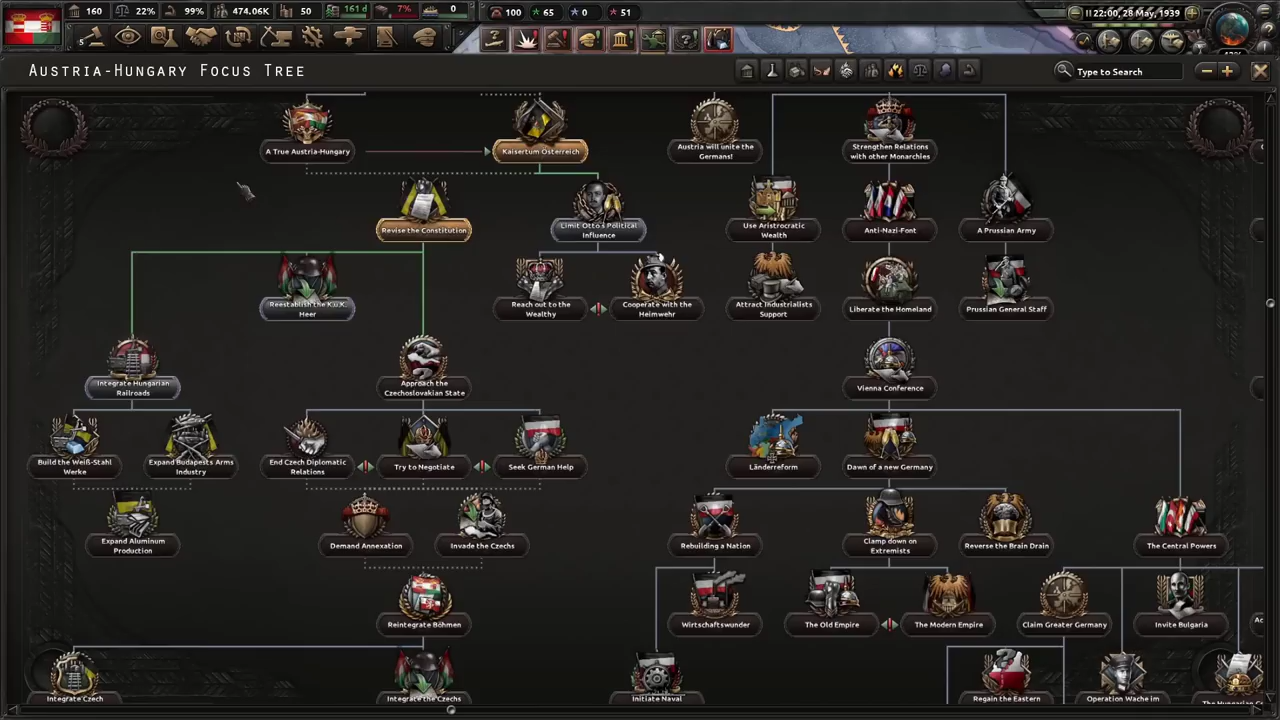 160
22%
99%
474.06K
50
161 d
7%
0
100
65
0
51
22:00, 28 May, 1939
5
AUSTRIA-HUNGARY FOCUS TREE
Type to Search
A True Austria-Hungary
Kaisertum Österreich
Austria will unite the
Germans!
Strengthen Relations
with other Monarchies
Revise the Constitution
Limit Otto's Political
Influence
Use Aristocratic
Wealth
Anti-Nazi-Font
A Prussian Army
Reestablish the K.u.K.
Heer
Reach out to the
Wealthy
Cooperate with the
Heimwehr
Attract Industrialists
Support
Liberate the Homeland
Prussian General Staff
Integrate Hungarian
Railroads
Approach the
Czechoslovakian State
Vienna Conference
Build the Weiß-Stahl
Werke
Expand Budapests Arms
Industry
End Czech Diplomatic
Relations
Try to Negotiate
Seek German Help
Länderreform
Dawn of a new Germany
Expand Aluminum
Production
Demand Annexation
Invade the Czechs
Rebuilding a Nation
Clamp down on
Extremists
Reverse the Brain Drain
The Central Powers
Reintegrate Böhmen
Wirtschaftswunder
The Old Empire
The Modern Empire
Claim Greater Germany
Invite Bulgaria
Integrate Czech
Integrate the Czechs
Initiate Naval
Regain the Eastern
Operation Wache im